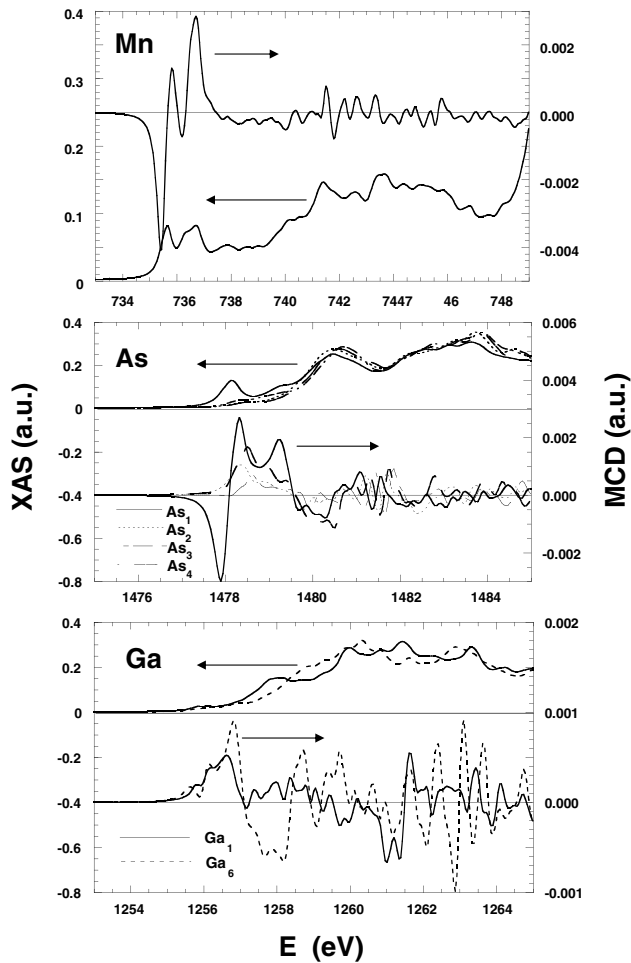 Mn
0.4
0.3
0.2
0.1
0
0.002
0.000
-0.002
-0.004
734 736 738 740 742 7447 46 748
As
0.4
0.2
0
-0.2
-0.4
-0.6
-0.8
0.006
0.004
0.002
0.000
-0.002
As1
As2
As3
As4
1476 1478 1480 1482 1484
XAS (a.u.)
MCD (a.u.)
Ga
0.4
0.2
0
-0.2
-0.4
-0.6
-0.8
0.002
0.001
0.000
-0.001
Ga1
Ga6
1254 1256 1258 1260 1262 1264
E (eV)